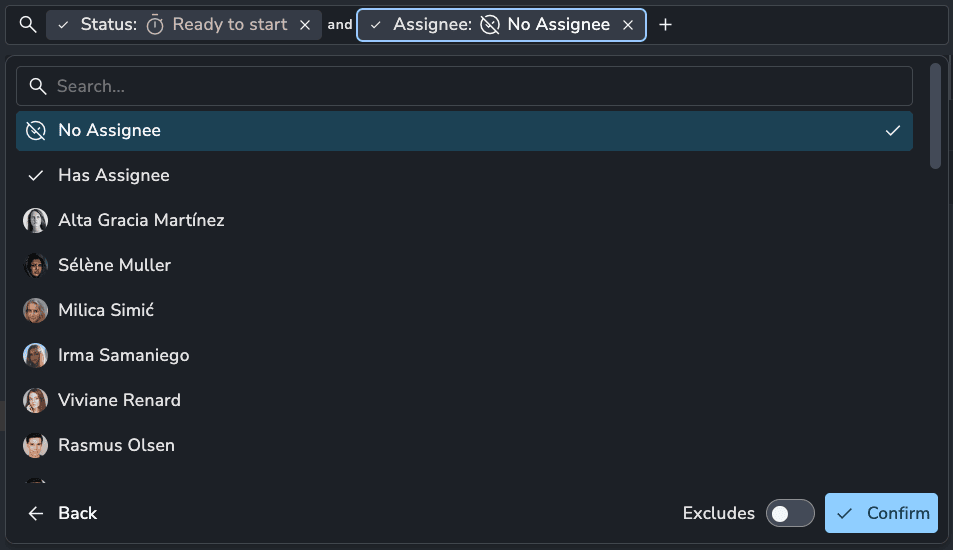 Status: Ready to start and Assignee: No Assignee
Search...
No Assignee
Has Assignee
Alta Gracia Martínez
Sélène Muller
Milica Simić
Irma Samaniego
Viviane Renard
Rasmus Olsen
Back Excludes Confirm